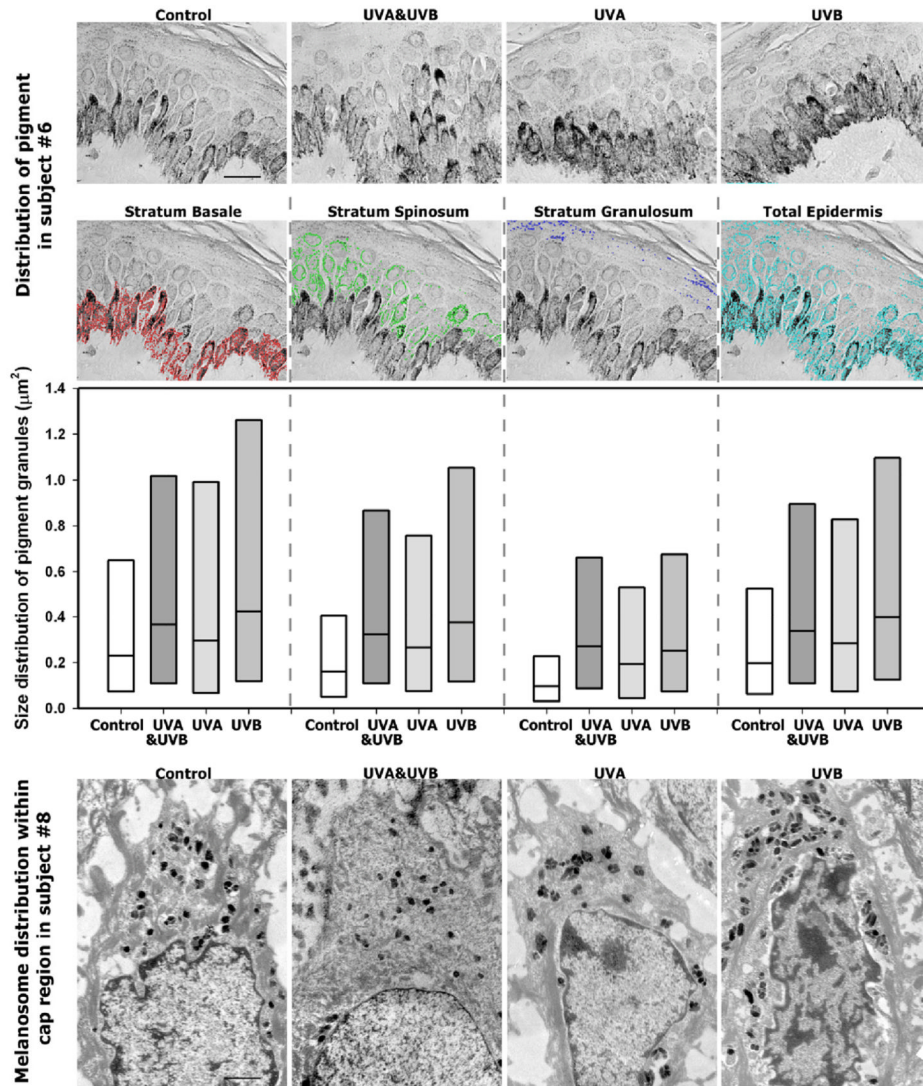 Control UVA&UVB UVA UVB
Distribution of pigment
in subject #6
Stratum Basale Stratum Spinosum Stratum Granulosum Total Epidermis
Size distribution of pigment granules (μm²)
1.4
1.2
1.0
0.8
0.6
0.4
0.2
0.0
Control UVA UVA UVB Control UVA UVA UVB Control UVA UVA UVB Control UVA UVA UVB
&UVB &UVB &UVB &UVB
Control UVA&UVB UVA UVB
Melanosome distribution within
cap region in subject #8